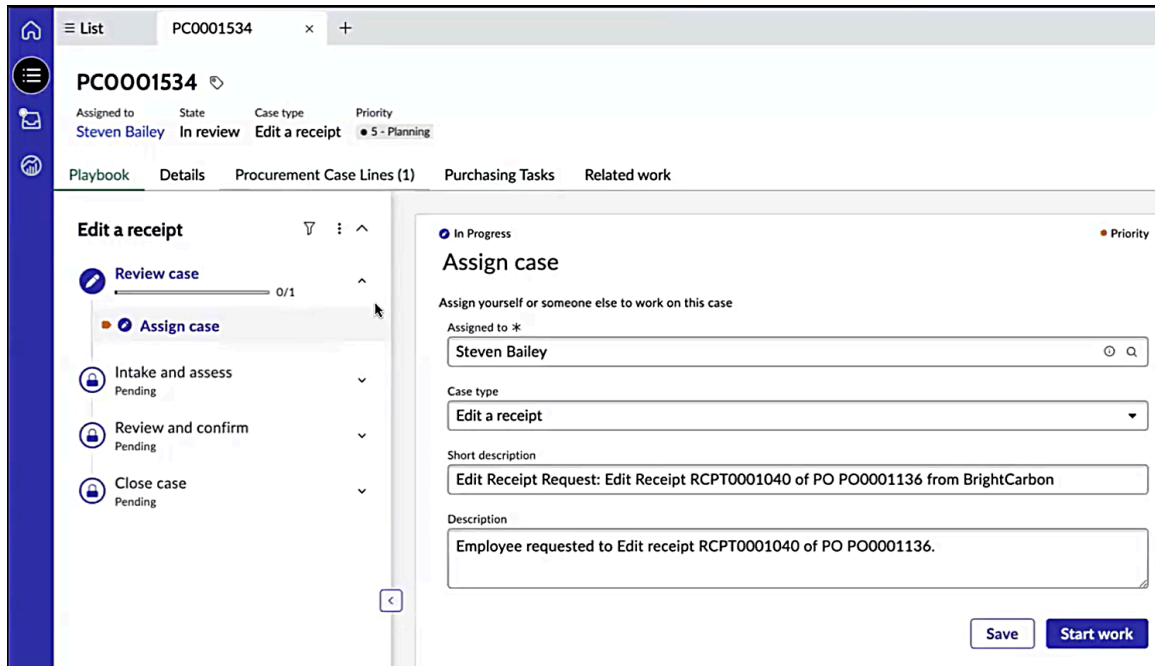 List
PC0001534
PC0001534
Assigned to State Case type Priority
Steven Bailey In review Edit a receipt 5 - Planning
Playbook Details Procurement Case Lines (1) Purchasing Tasks Related work
Edit a receipt
Review case
0/1
Assign case
Intake and assess
Pending
Review and confirm
Pending
Close case
Pending
In Progress
Priority
Assign case
Assign yourself or someone else to work on this case
Assigned to *
Steven Bailey
Case type
Edit a receipt
Short description
Edit Receipt Request: Edit Receipt RCPT0001040 of PO PO0001136 from BrightCarbon
Description
Employee requested to Edit receipt RCPT0001040 of PO PO0001136.
Save Start work